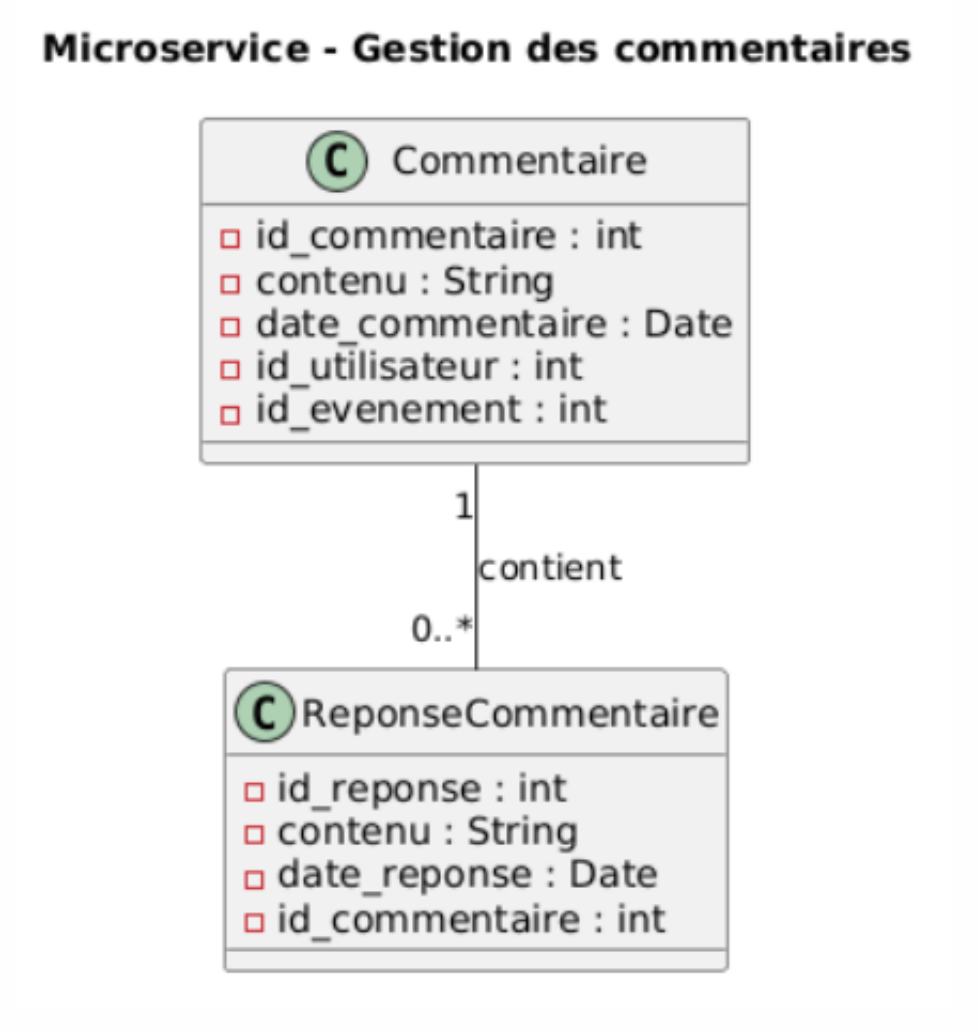 Microservice - Gestion des commentaires
C Commentaire
id_commentaire : int
contenu : String
date_commentaire : Date
id_utilisateur : int
id_evenement : int
1
contient
0..*
C ReponseCommentaire
id_reponse : int
contenu : String
date_reponse : Date
id_commentaire : int